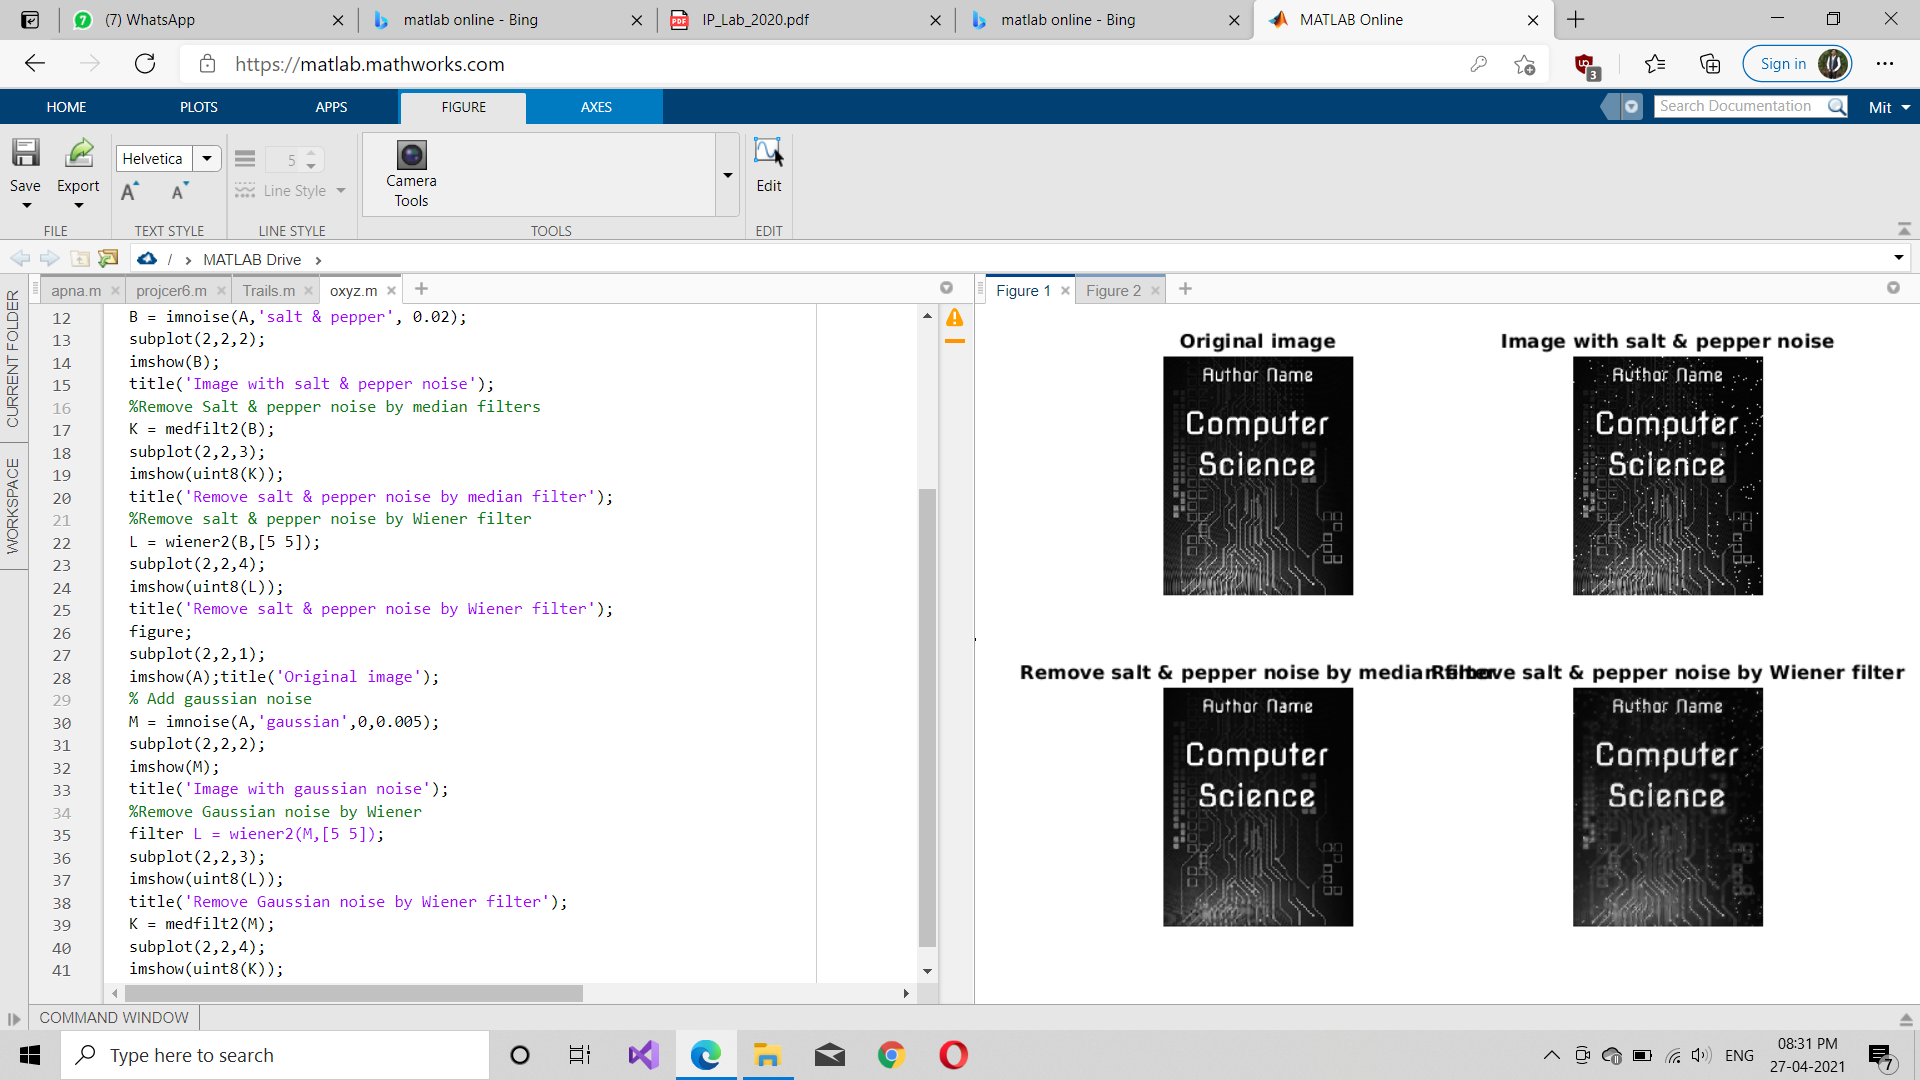 (7) WhatsApp
matlab online - Bing
IP_Lab_2020.pdf
matlab online - Bing
MATLAB Online
https://matlab.mathworks.com
3
Sign in
HOME
PLOTS
APPS
FIGURE
AXES
Search Documentation
Mit
Save
Export
Helvetica
5
Line Style
Camera
Tools
Edit
FILE
TEXT STYLE
LINE STYLE
TOOLS
EDIT
/ › MATLAB Drive ›
CURRENT FOLDER
WORKSPACE
apna.m
projcer6.m
Trails.m
oxyz.m
12 B = imnoise(A,'salt & pepper', 0.02);
13 subplot(2,2,2);
14 imshow(B);
15 title('Image with salt & pepper noise');
16 %Remove Salt & pepper noise by median filters
17 K = medfilt2(B);
18 subplot(2,2,3);
19 imshow(uint8(K));
20 title('Remove salt & pepper noise by median filter');
21 %Remove salt & pepper noise by Wiener filter
22 L = wiener2(B,[5 5]);
23 subplot(2,2,4);
24 imshow(uint8(L));
25 title('Remove salt & pepper noise by Wiener filter');
26 figure;
27 subplot(2,2,1);
28 imshow(A);title('Original image');
29 % Add gaussian noise
30 M = imnoise(A,'gaussian',0,0.005);
31 subplot(2,2,2);
32 imshow(M);
33 title('Image with gaussian noise');
34 %Remove Gaussian noise by Wiener
35 filter L = wiener2(M,[5 5]);
36 subplot(2,2,3);
37 imshow(uint8(L));
38 title('Remove Gaussian noise by Wiener filter');
39 K = medfilt2(M);
40 subplot(2,2,4);
41 imshow(uint8(K));
Figure 1
Figure 2
Original image
Author Name
Computer
Science
Image with salt & pepper noise
Author Name
Computer
Science
Remove salt & pepper noise by median filter
Author Name
Computer
Science
Remove salt & pepper noise by Wiener filter
Author Name
Computer
Science
COMMAND WINDOW
Type here to search
ENG
08:31 PM
27-04-2021
7